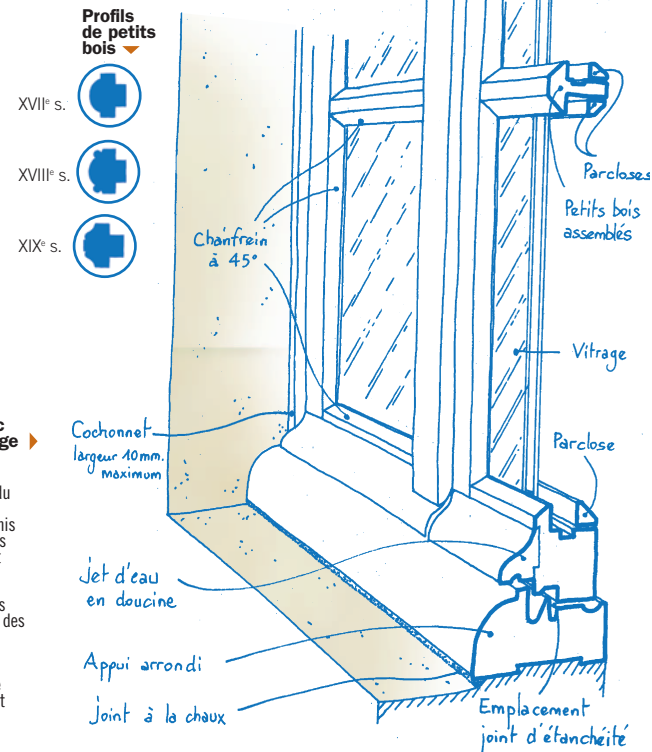 Profils
de petits
bois
XVIIe s.
XVIIIe s.
XIXe s.
Parcloses
Petits bois
assemblés
Chanfrein
à 45°
Vitrage
Cochonnet
largeur 10mm.
maximum
Parclose
c
ge
du
nis
s
t
s
des
e
t
Jet d'eau
en doucine
Appui arrondi
Joint à la chaux
Emplacement
joint d'étanchéité